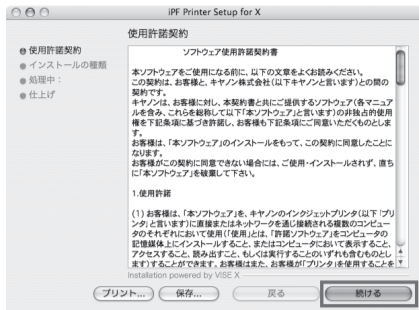 iPF Printer Setup for X
使用許諾契約
使用許諾契約
インストールの種類
処理中：
仕上げ
ソフトウェア使用許諾契約書
本ソフトウェアをご使用になる前に、以下の文章をよくお読みください。
この契約は、お客様と、キヤノン株式会社（以下キヤノンと言います）との間の
契約です。
キヤノンは、お客様に対し、本契約書と共にご提供するソフトウェア（各マニュア
ルを含み、これらを総称して以下「本ソフトウェア」と言います）の非独占的使用
権を下記条項に基づき許諾し、お客様も下記条項にご同意いただくものとしま
す。
お客様は、「本ソフトウェア」のインストールをもって、この契約に同意したことに
なります。
お客様がこの契約に同意できない場合には、ご使用・インストールされず、直ち
に「本ソフトウェア」を破棄して下さい。
1.使用許諾
(1) お客様は、「本ソフトウェア」を、キヤノンのインクジェットプリンタ（以下「プリ
ンタ」と言います）に直接またはネットワークを通じ接続される複数のコンピュー
タのそれぞれにおいて使用（「使用」とは、「許諾ソフトウェア」をコンピュータの
記憶媒体上にインストールすること、またはコンピュータにおいて表示すること、
アクセスすること、読み出すこと、もしくは実行することのいずれも含むものとし
ます）することができます。お客様はまた、お客様が「プリンタ」を使用することを
Installation powered by VISE X
プリント...
保存...
戻る
続ける